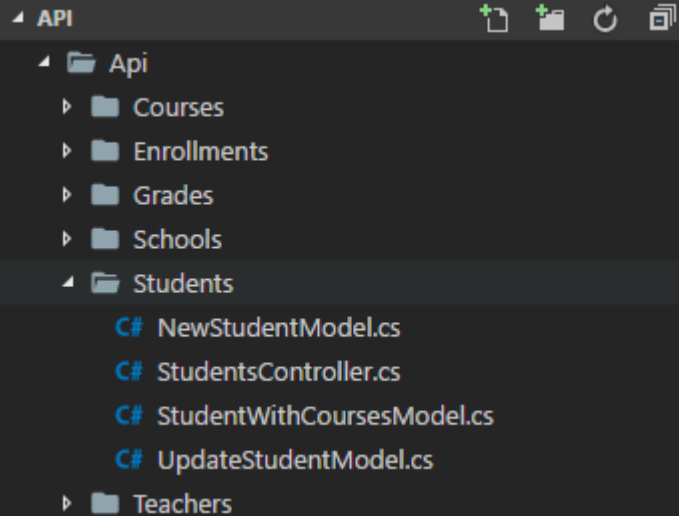 API
Api
Courses
Enrollments
Grades
Schools
Students
C# NewStudentModel.cs
C# StudentsController.cs
C# StudentWithCoursesModel.cs
C# UpdateStudentModel.cs
Teachers